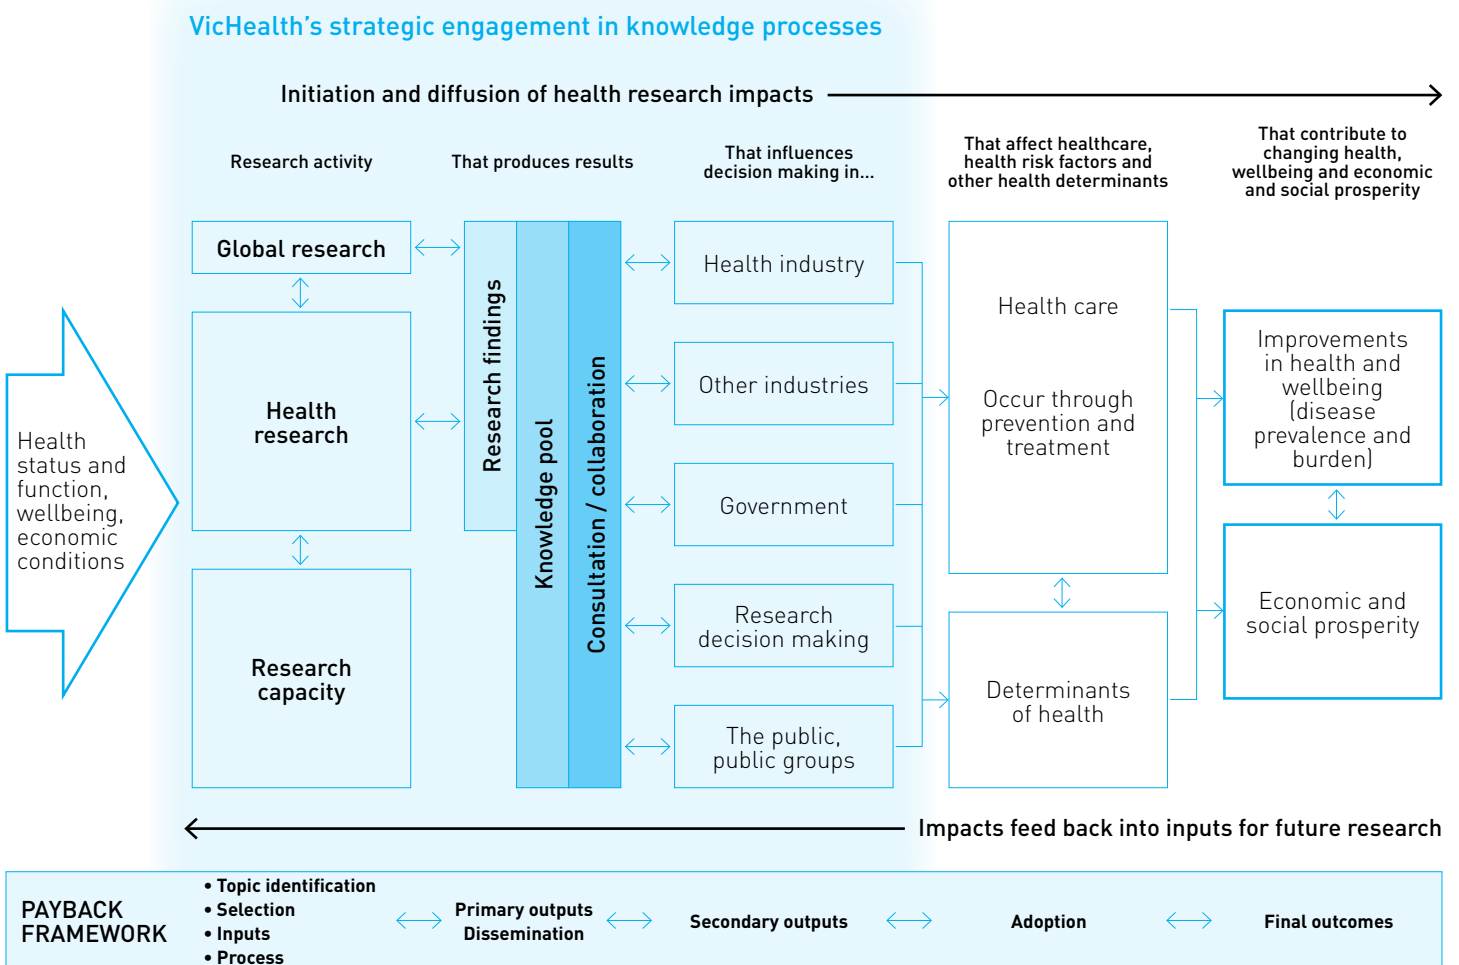 VicHealth’s strategic engagement in knowledge processes
Initiation and diffusion of health research impacts
Research activity
That produces results
That influences
decision making in...
That affect healthcare,
health risk factors and
other health determinants
That contribute to
changing health,
wellbeing and economic
and social prosperity
Health
status and
function,
wellbeing,
economic
conditions
Global research
Health
research
Research
capacity
Research findings
Knowledge pool
Consultation / collaboration
Health industry
Other industries
Government
Research
decision making
The public,
public groups
Health care
Occur through
prevention and
treatment
Determinants
of health
Improvements
in health and
wellbeing
(disease
prevalence and
burden)
Economic and
social prosperity
Impacts feed back into inputs for future research
PAYBACK
FRAMEWORK
• Topic identification
• Selection
• Inputs
• Process
Primary outputs
Dissemination
Secondary outputs
Adoption
Final outcomes